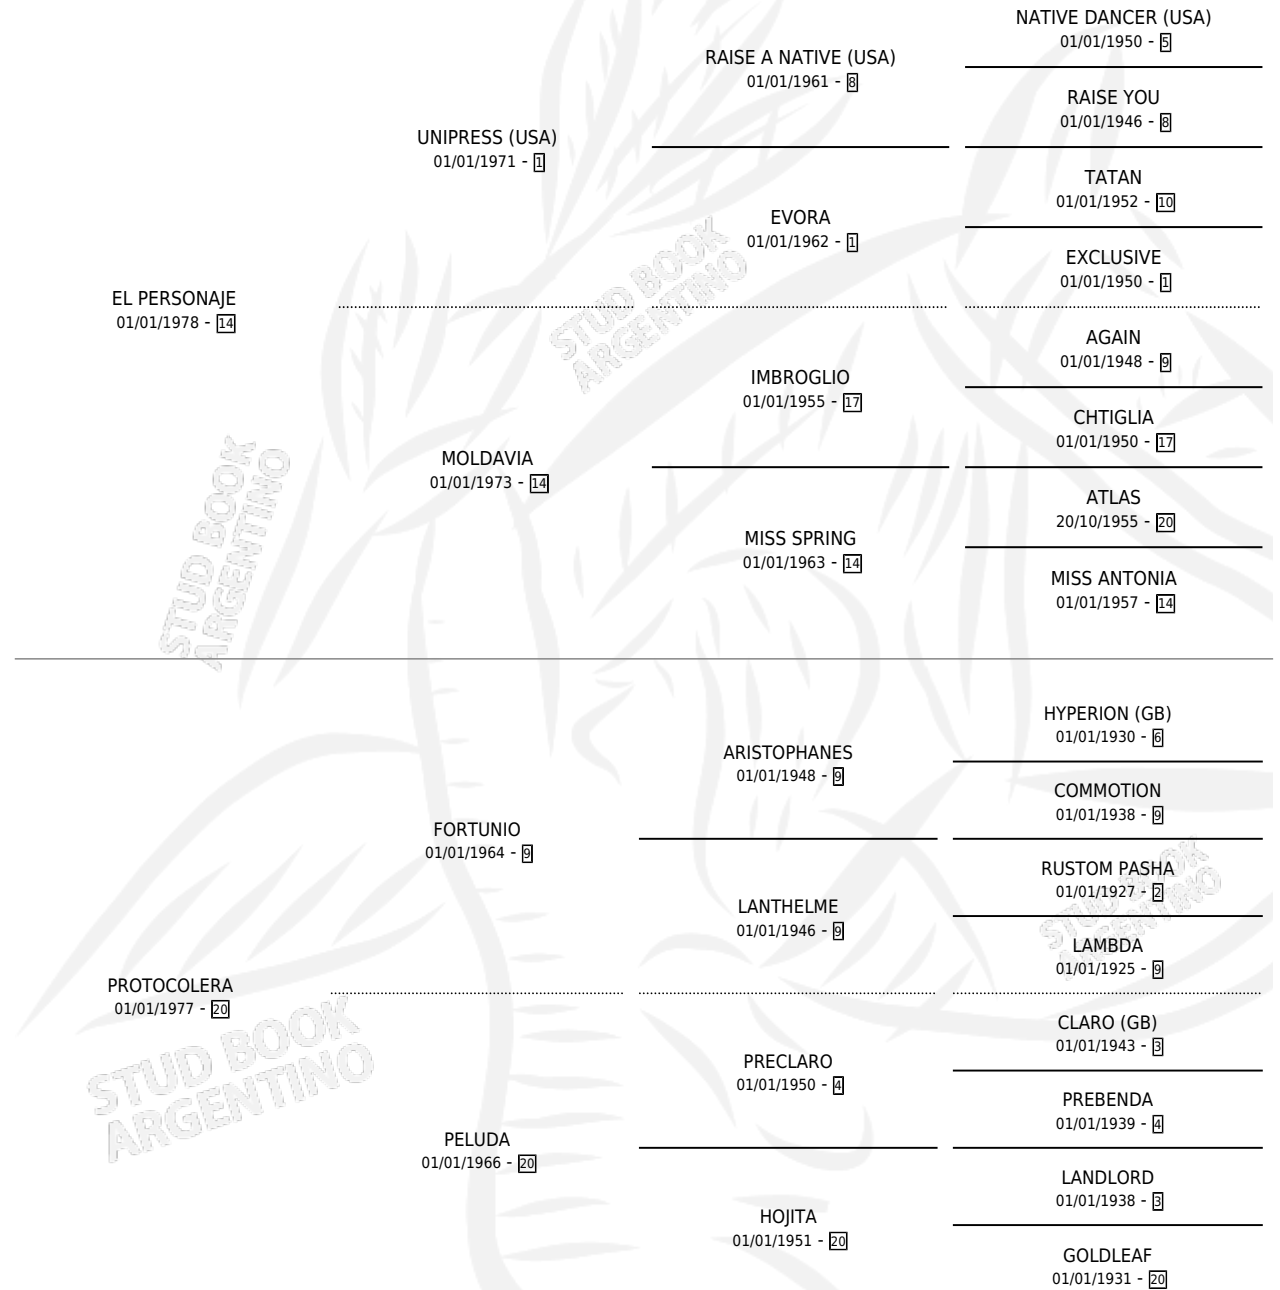 NATIVE DANCER (USA)
01/01/1950 - 5
RAISE A NATIVE (USA)
01/01/1961 - 8
RAISE YOU
01/01/1946 - 8
UNIPRESS (USA)
01/01/1971 - 1
TATAN
01/01/1952 - 10
EVORA
01/01/1962 - 1
EXCLUSIVE
01/01/1950 - 1
EL PERSONAJE
01/01/1978 - 14
STUD BOOK
ARGENTINO
AGAIN
01/01/1948 - 9
IMBROGLIO
01/01/1955 - 17
CHTIGLIA
01/01/1950 - 17
MOLDAVIA
01/01/1973 - 14
ATLAS
20/10/1955 - 20
MISS SPRING
01/01/1963 - 14
MISS ANTONIA
01/01/1957 - 14
STUD BOOK
ARGENTINO
HYPERION (GB)
01/01/1930 - 6
ARISTOPHANES
01/01/1948 - 9
COMMOTION
01/01/1938 - 9
FORTUNIO
01/01/1964 - 9
RUSTOM PASHA
01/01/1927 - 2
LANTHELME
01/01/1946 - 9
STUD BOOK
ARGENTINO
LAMBDA
01/01/1925 - 9
PROTOCOLERA
01/01/1977 - 20
STUD BOOK
ARGENTINO
CLARO (GB)
01/01/1943 - 3
PRECLARO
01/01/1950 - 4
PREBENDA
01/01/1939 - 4
PELUDA
01/01/1966 - 20
LANDLORD
01/01/1938 - 3
HOJITA
01/01/1951 - 20
GOLDLEAF
01/01/1931 - 20